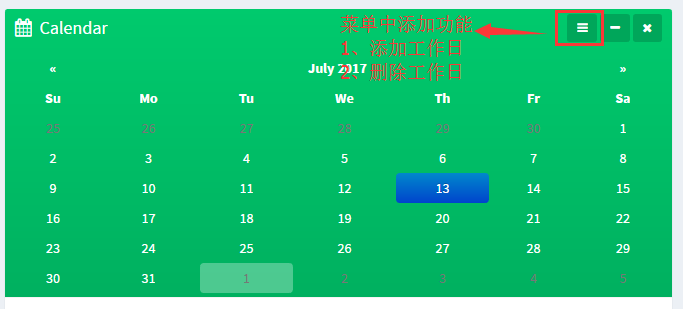 Calendar
菜单中添加功能
1、添加工作日
2、删除工作日
« July 2017 »
Su Mo Tu We Th Fr Sa
25 26 27 28 29 30 1
2 3 4 5 6 7 8
9 10 11 12 13 14 15
16 17 18 19 20 21 22
23 24 25 26 27 28 29
30 31 1 2 3 4 5